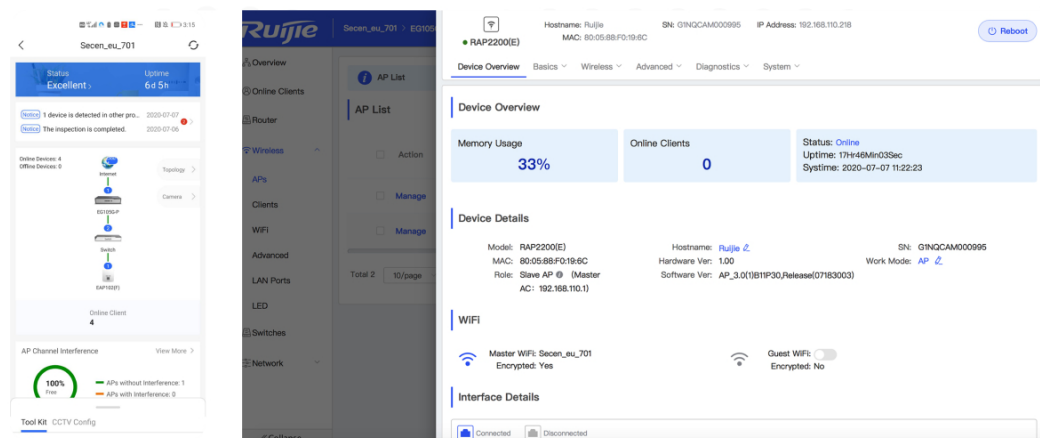 3:15
Secen_eu_701
Status
Excellent
Uptime
6d 5h
Notice 1 device is detected in other pro... 2020-07-07
Notice The inspection is completed. 2020-07-06
Online Devices: 4
Offline Devices: 0
Internet
Topology
Camera
EG105G-P
Switch
EAP102(F)
Online Client
4
AP Channel Interference
View More
100%
Free
APs without Interference: 1
APs with Interference: 0
Tool Kit CCTV Config
Ruijie
Secen_eu_701 > EG105
Overview
Online Clients
Router
Wireless
APs
Clients
WiFi
Advanced
LAN Ports
LED
Switches
Network
Collapse
AP List
AP List
Action
Manage
Manage
Total 2 10/page
RAP2200(E)
Hostname: Ruijie
SN: G1NQCAM000995
IP Address: 192.168.110.218
MAC: 80:05:88:F0:19:6C
Reboot
Device Overview Basics Wireless Advanced Diagnostics System
Device Overview
Memory Usage
33%
Online Clients
0
Status: Online
Uptime: 17Hr46Min03Sec
Systime: 2020-07-07 11:22:23
Device Details
Model: RAP2200(E)
Hostname: Ruijie
SN: G1NQCAM000995
MAC: 80:05:88:F0:19:6C
Hardware Ver: 1.00
Work Mode: AP
Role: Slave AP (Master
AC: 192.168.110.1)
Software Ver: AP_3.0(1)B11P30,Release(07183003)
WiFi
Master WiFi: Secen_eu_701
Encrypted: Yes
Guest WiFi:
Encrypted: No
Interface Details
Connected
Disconnected